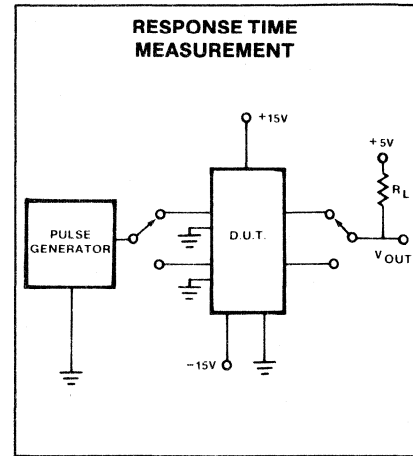 RESPONSE TIME
MEASUREMENT
+15V
+5V
RL
PULSE
GENERATOR
D.U.T.
VOUT
-15V